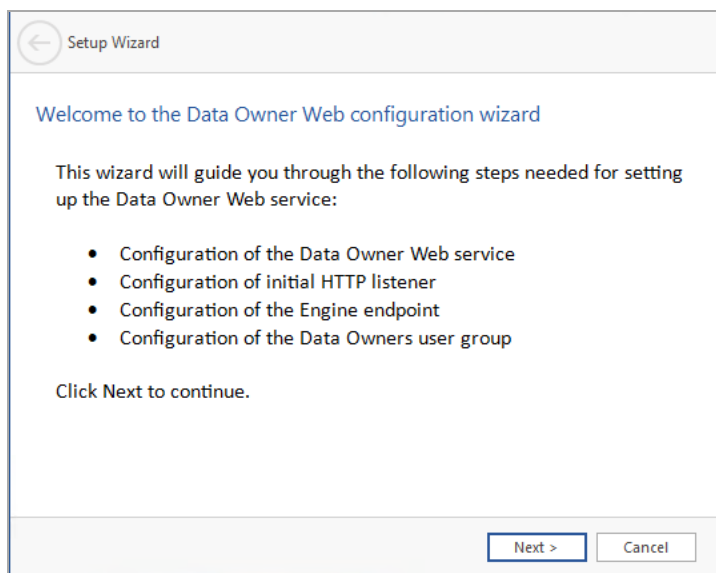 Setup Wizard
Welcome to the Data Owner Web configuration wizard
This wizard will guide you through the following steps needed for setting
up the Data Owner Web service:
• Configuration of the Data Owner Web service
• Configuration of initial HTTP listener
• Configuration of the Engine endpoint
• Configuration of the Data Owners user group
Click Next to continue.
Next >
Cancel